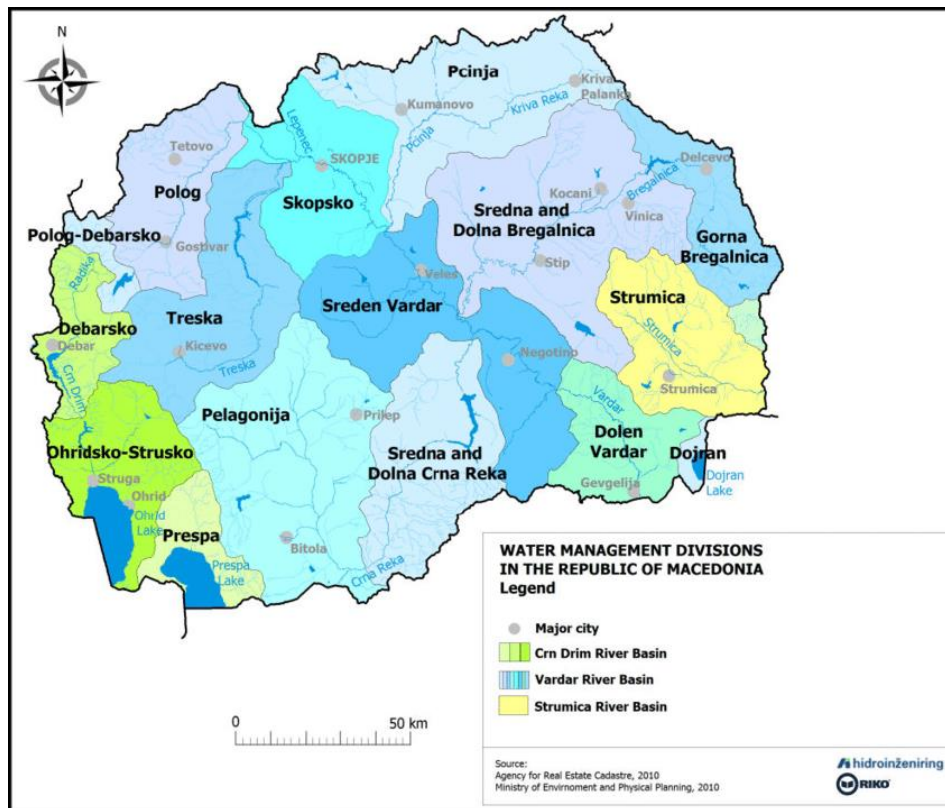 N
Pcinja
Kriva
Palanka
Kumanovo
Kriva Reka
Pcinja
Lepenec
Tetovo
SKOPJE
Delcevo
Polog
Kocani
Bregalnica
Skopsko
Sredna and
Dolna Bregalnica
Vinica
Polog-Debarsko
Gostivar
Gorna
Bregalnica
Radika
Veles
Stip
Strumica
Treska
Sreden Vardar
Debarsko
Debar
Kicevo
Treska
Negotino
Strumica
Crn Drim
Strumica
Vardar
Pelagonija
Prilep
Dolen
Vardar
Ohridsko-Strusko
Sredna and
Dolna Crna Reka
Dojran
Struga
Gevgelija
Dojran
Lake
Ohrid
Ohrid
Lake
Prespa
Bitola
Prespa
Lake
Crna Reka
WATER MANAGEMENT DIVISIONS
IN THE REPUBLIC OF MACEDONIA
Legend
Major city
Crn Drim River Basin
Vardar River Basin
Strumica River Basin
0 50 km
Source:
Agency for Real Estate Cadastre, 2010
Ministry of Envirnoment and Physical Planning, 2010
hidroinženiring
RIKO